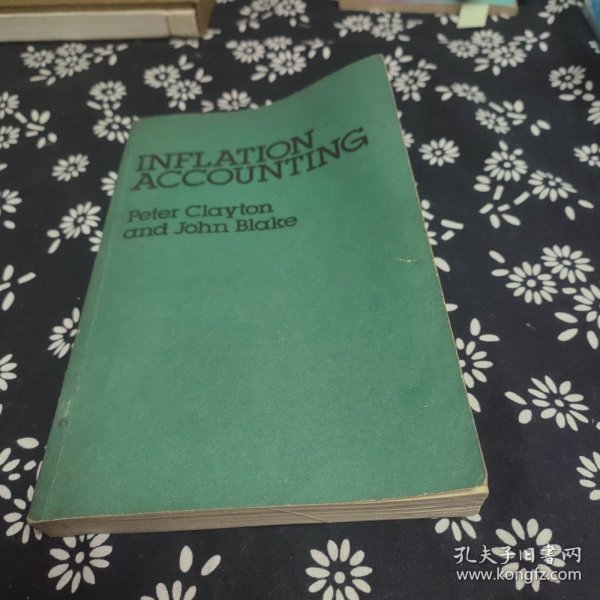 INFLATION
ACCOUNTING
Peter Clayton
and John Blake
孔夫子旧书网
www.kongfz.com